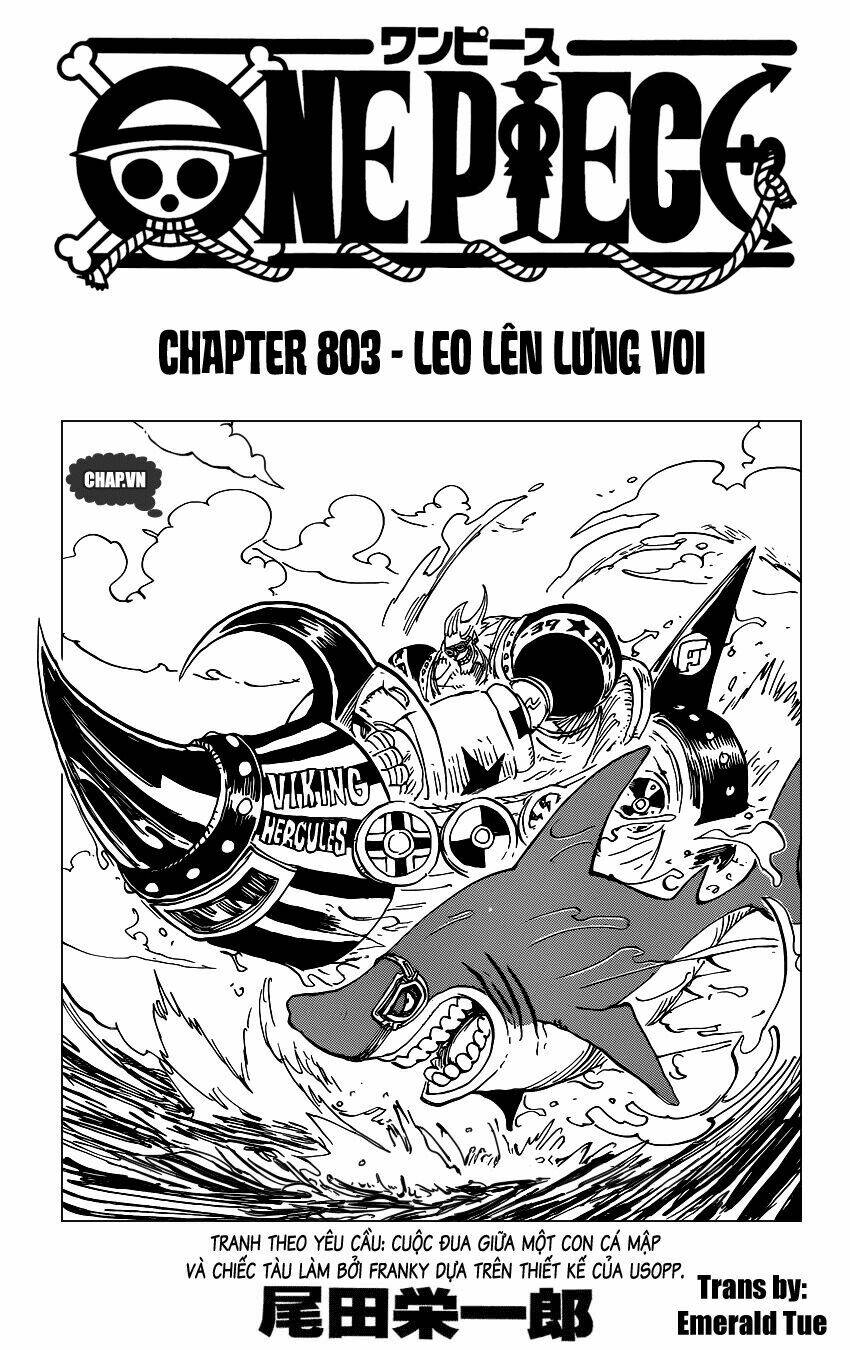 ワンピース
ONE PIECE
CHAPTER 803 - LEO LÊN LƯNG VOI
CHAP.VN
-39 ★ BF
VIKING
HERCULES
TRANH THEO YÊU CẦU: CUỘC ĐUA GIỮA MỘT CON CÁ MẬP
VÀ CHIẾC TÀU LÀM BỞI FRANKY DỰA TRÊN THIẾT KẾ CỦA USOPP.
尾田栄一郎
Trans by:
Emerald Tue